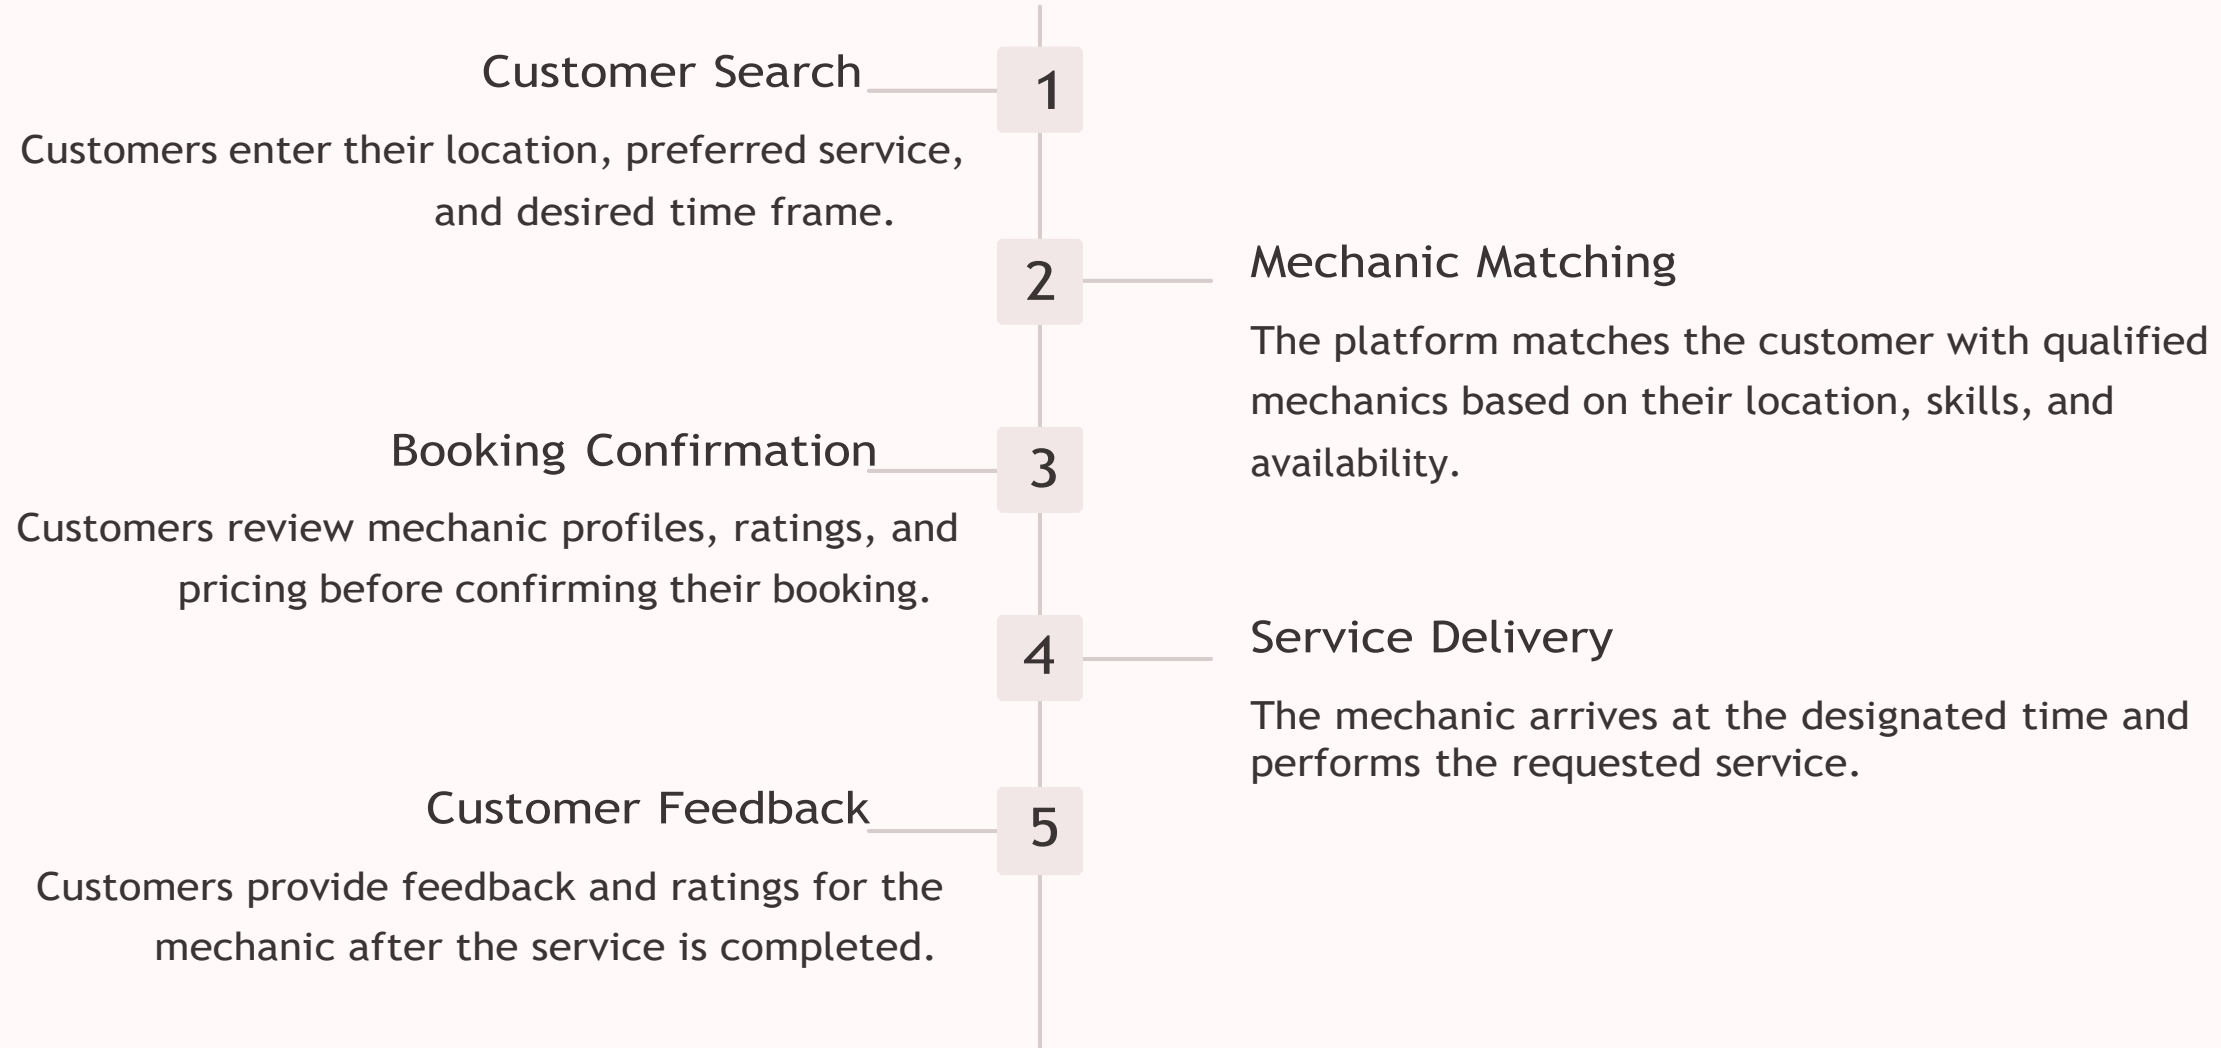 1
Customer Search
Customers enter their location, preferred service,
and desired time frame.
2
Mechanic Matching
The platform matches the customer with qualified
mechanics based on their location, skills, and
availability.
3
Booking Confirmation
Customers review mechanic profiles, ratings, and
pricing before confirming their booking.
4
Service Delivery
The mechanic arrives at the designated time and
performs the requested service.
5
Customer Feedback
Customers provide feedback and ratings for the
mechanic after the service is completed.